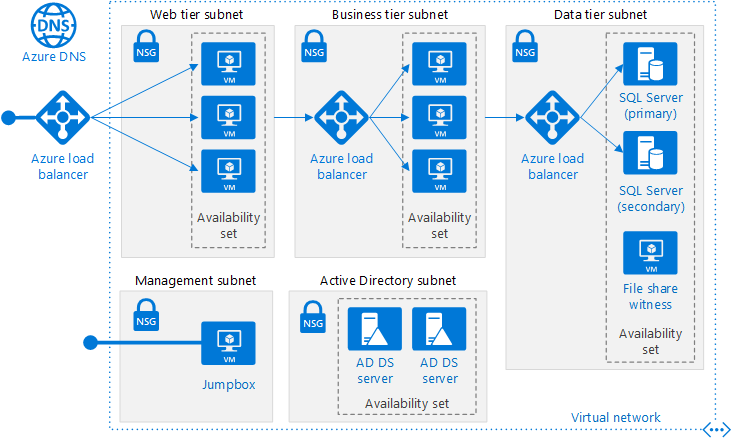 DNS
Azure DNS
Azure load
balancer
Web tier subnet
NSG
VM
VM
VM
Availability
set
Business tier subnet
NSG
Azure load
balancer
VM
VM
VM
Availability
set
Data tier subnet
NSG
Azure load
balancer
SQL Server
(primary)
SQL Server
(secondary)
VM
File share
witness
Availability
set
Management subnet
NSG
VM
Jumpbox
Active Directory subnet
NSG
AD DS
server
AD DS
server
Availability set
Virtual network